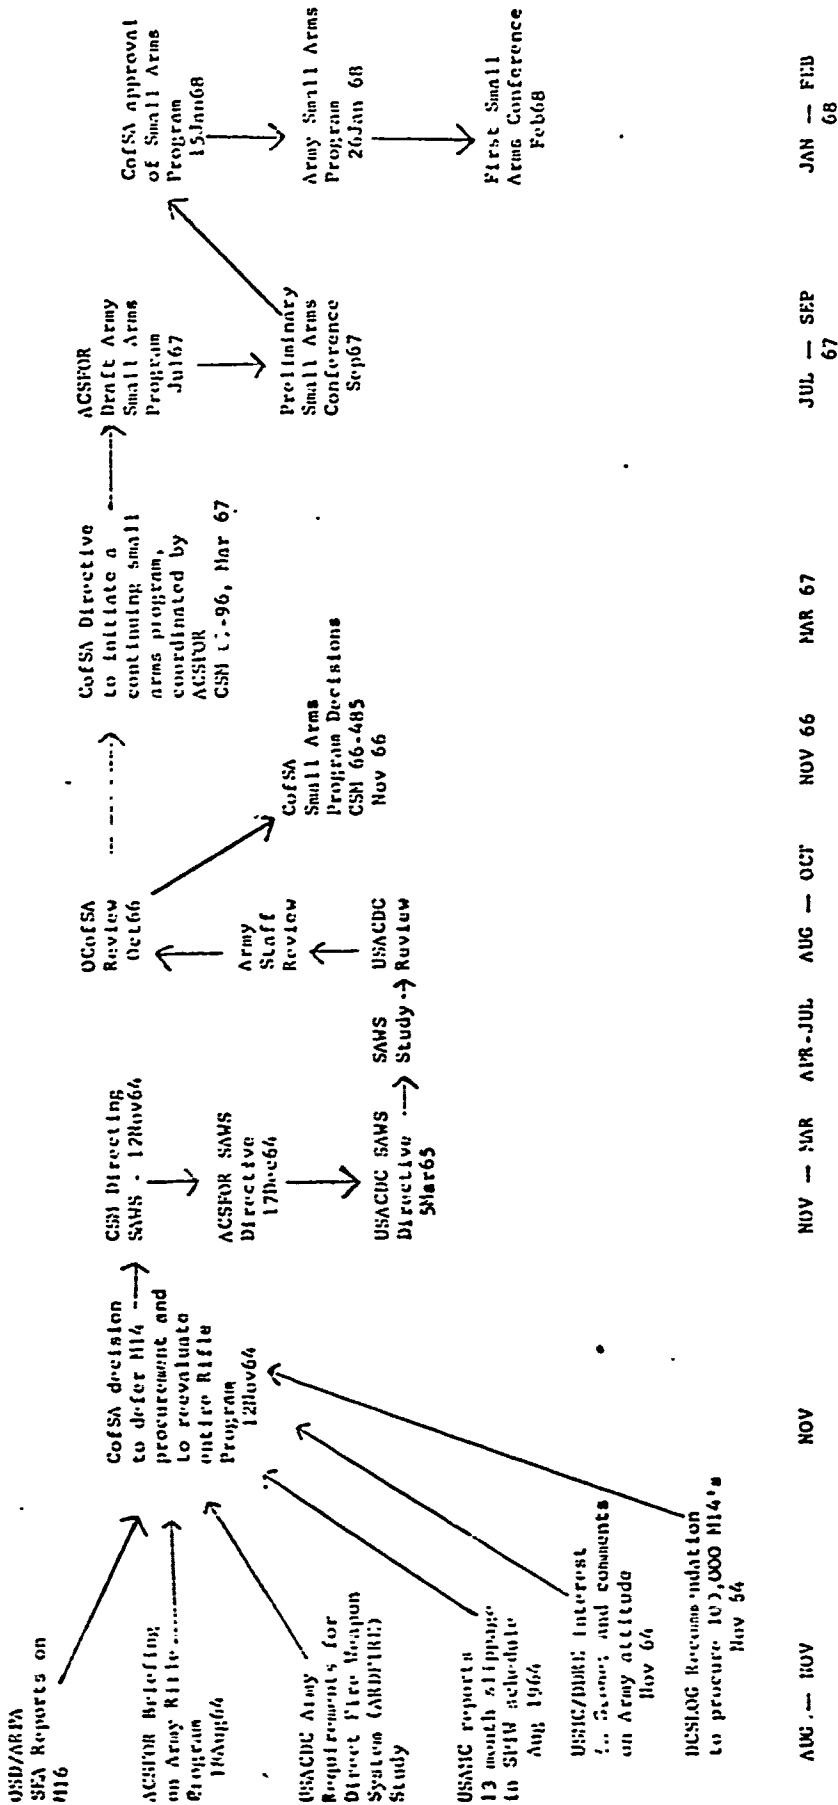 OSD/ARPA
SEA Reports on
M16
ACSFOR Briefing
on Army Rifle
Program
18Aug64
USACDC Army
Requirements for
Direct Fire Weapon
System (ARDFIRE)
Study
USAMC reports
13 month slippage
in SPIW schedule
Aug 1964
Interest
and comments
on Army attitude
Nov 64
DCSLOG Recommendation
to procure M14's
Nov 64
CofSA decision
to defer M14
procurement and
to reevaluate
entire Rifle
Program
12Nov64
CSM Directing
SAWS - 12Nov64
ACSFOR SAWS
Directive
17Dec64
USACDC SAWS
Directive
5Mar65
SAWS
Study
USACDC
Review
Army
Staff
Review
OCofSA
Review
Oct66
CofSA
Small Arms
Program Decisions
CSM 66-485
Nov 66
CofSA Directive
to initiate a
continuing small
arms program,
coordinated by
ACSFOR
CSM -96, Mar 67
ACSFOR
Draft Army
Small Arms
Program
Jul67
Preliminary
Small Arms
Conference
Sep67
CofSA approval
of Small Arms
Program
15Jan68
Army Small Arms
Program
26Jan 68
First Small
Arms Conference
Feb68
AUG — NOV
NOV
NOV — MAR
APR-JUL
AUG — OCT
NOV 66
MAR 67
JUL — SEP
67
JAN — FEB
68